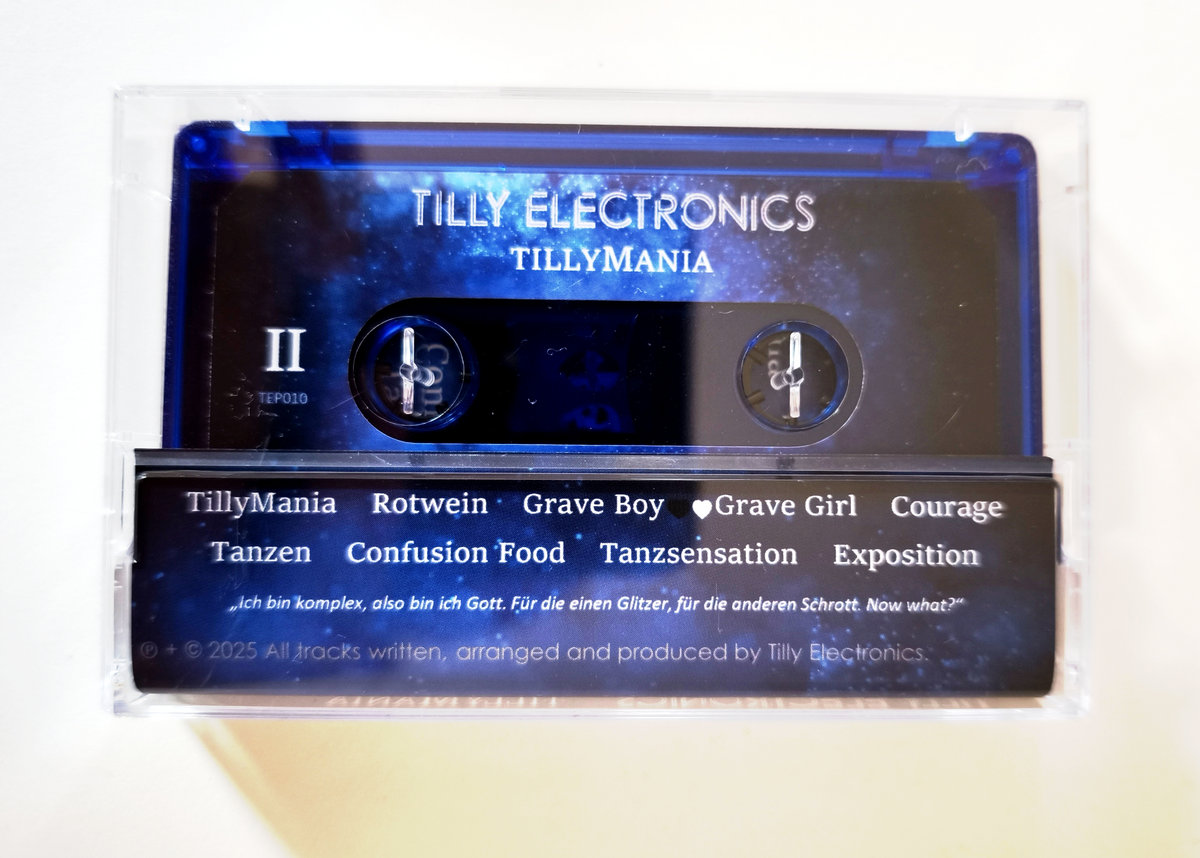 TILLY ELECTRONICS
TILLYMANIA
II
TEP010
TillyMania Rotwein Grave Boy 🖤🤍Grave Girl Courage
Tanzen Confusion Food Tanzsensation Exposition
„Ich bin komplex, also bin ich Gott. Für die einen Glitzer, für die anderen Schrott. Now what?“
℗ + © 2025 All tracks written, arranged and produced by Tilly Electronics.